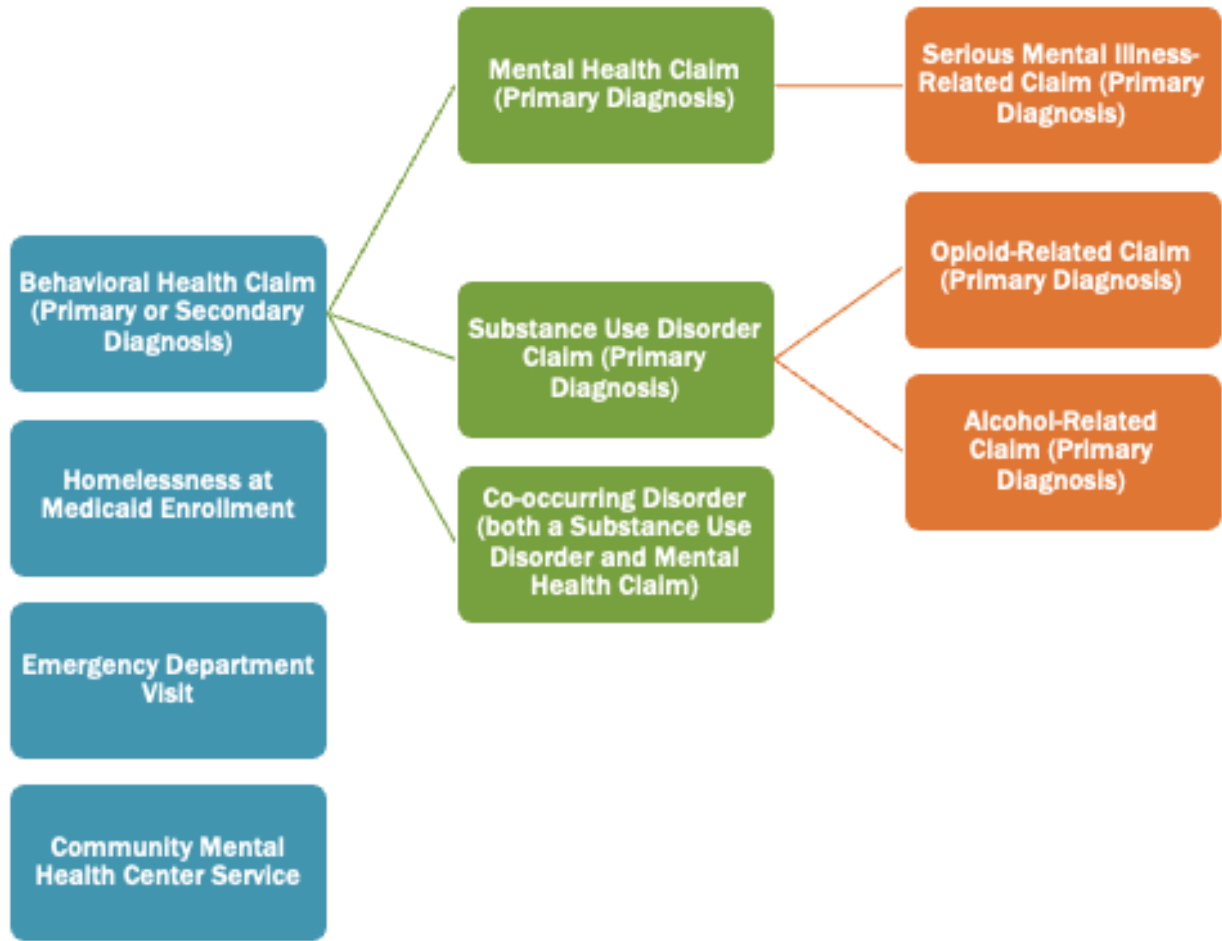 Mental Health Claim
(Primary Diagnosis)
Serious Mental Illness-
Related Claim (Primary
Diagnosis)
Behavioral Health Claim
(Primary or Secondary
Diagnosis)
Substance Use Disorder
Claim (Primary
Diagnosis)
Opioid-Related Claim
(Primary Diagnosis)
Alcohol-Related
Claim (Primary
Diagnosis)
Co-occurring Disorder
(both a Substance Use
Disorder and Mental
Health Claim)
Homelessness at
Medicaid Enrollment
Emergency Department
Visit
Community Mental
Health Center Service